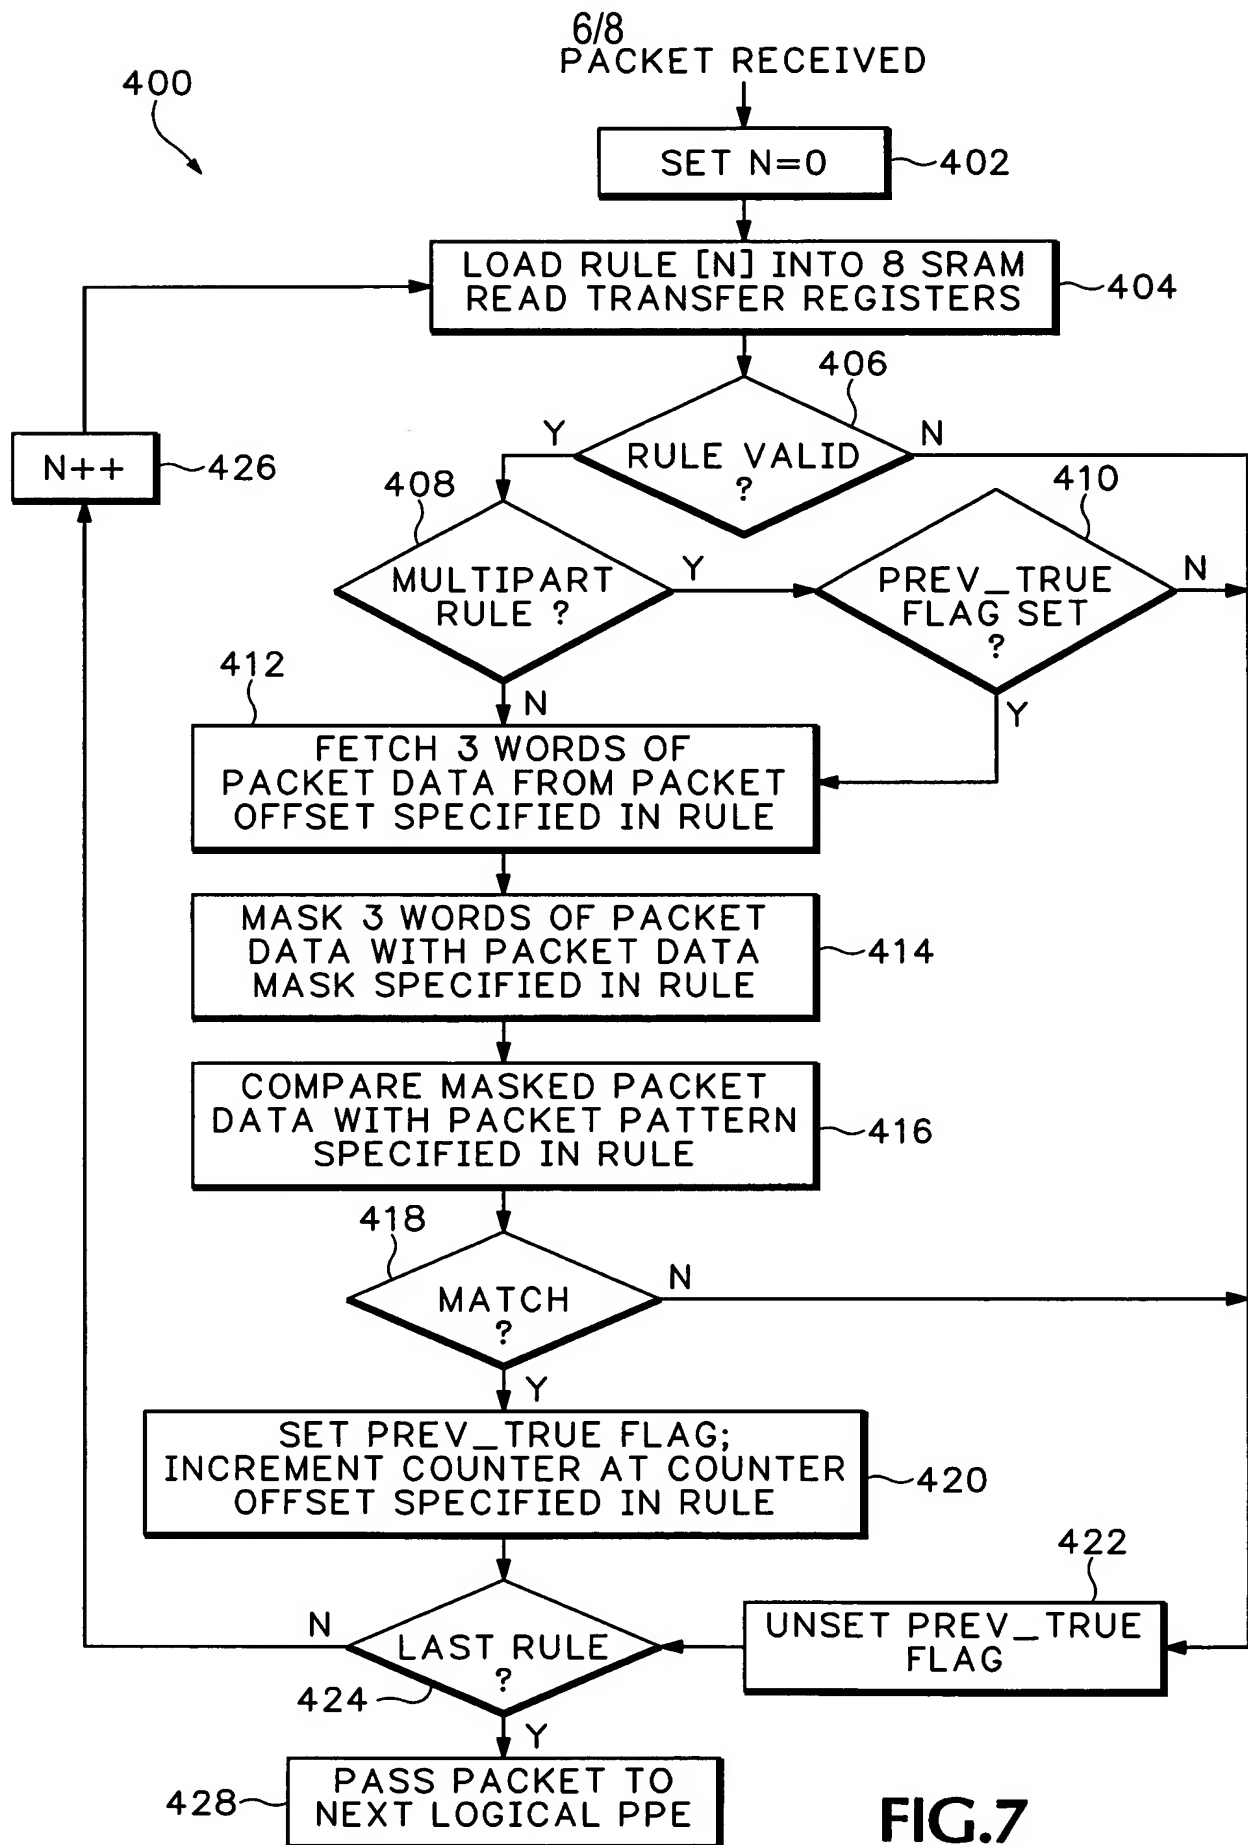 6/8
PACKET RECEIVED
400
SET N=0
402
LOAD RULE [N] INTO 8 SRAM
READ TRANSFER REGISTERS
404
406
Y
RULE VALID
?
N
N++
426
408
410
MULTIPART
RULE ?
Y
PREV_TRUE
FLAG SET
?
N
412
N
Y
FETCH 3 WORDS OF
PACKET DATA FROM PACKET
OFFSET SPECIFIED IN RULE
MASK 3 WORDS OF PACKET
DATA WITH PACKET DATA
MASK SPECIFIED IN RULE
414
COMPARE MASKED PACKET
DATA WITH PACKET PATTERN
SPECIFIED IN RULE
416
418
MATCH
?
N
Y
SET PREV_TRUE FLAG;
INCREMENT COUNTER AT COUNTER
OFFSET SPECIFIED IN RULE
420
422
N
LAST RULE
?
UNSET PREV_TRUE
FLAG
424
Y
PASS PACKET TO
NEXT LOGICAL PPE
428
FIG.7